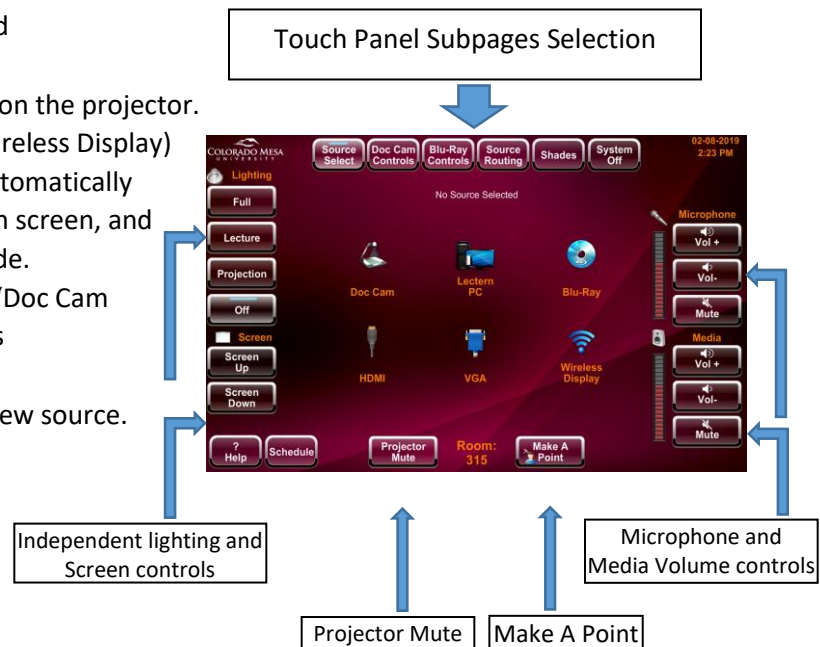 d
Touch Panel Subpages Selection
on the projector.
reless Display)
tomatically
n screen, and
de.
/Doc Cam
s
ew source.
COLORADO MESA
UNIVERSITY
Source
Select
Doc Cam
Controls
Blu-Ray
Controls
Source
Routing
Shades
System
Off
02-08-2019
2:23 PM
No Source Selected
Lighting
Full
Lecture
Projection
Off
Screen
Screen
Up
Screen
Down
Doc Cam
Lectern
PC
Blu-Ray
HDMI
VGA
Wireless
Display
Microphone
Vol +
Vol-
Mute
Media
Vol +
Vol-
Mute
?
Help
Schedule
Projector
Mute
Room:
315
Make A
Point
Independent lighting and
Screen controls
Microphone and
Media Volume controls
Projector Mute
Make A Point